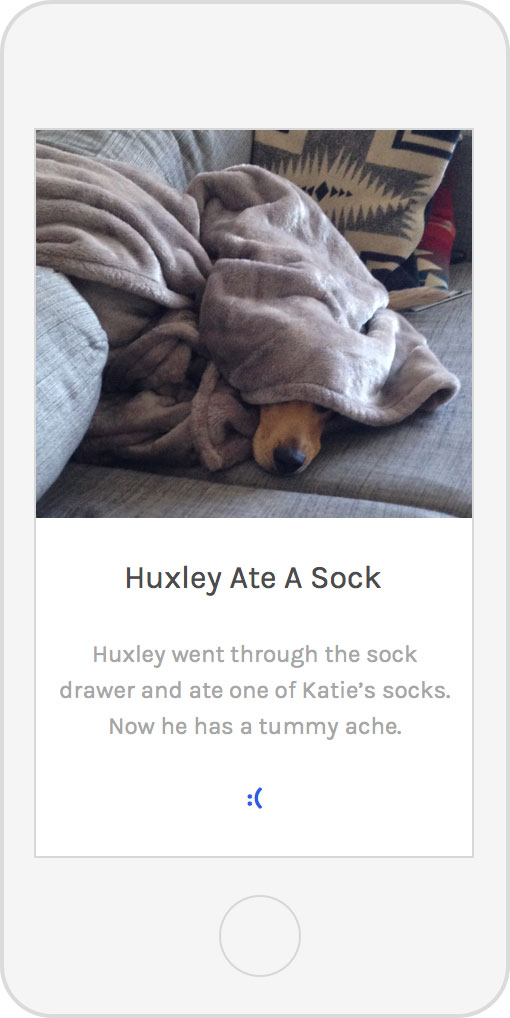 Huxley Ate A Sock
Huxley went through the sock
drawer and ate one of Katie’s socks.
Now he has a tummy ache.
:(